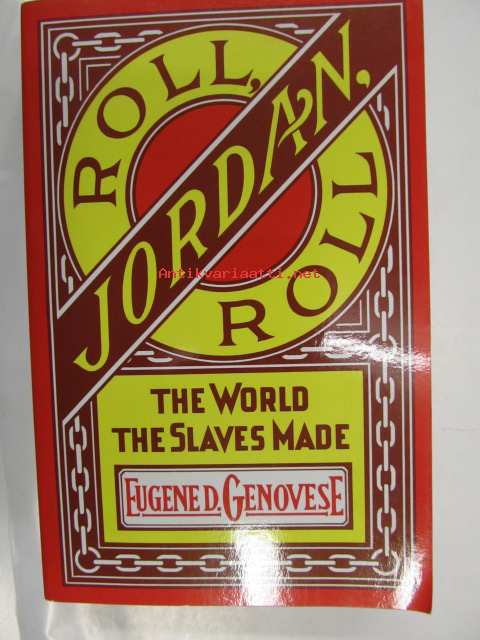 ROLL,
JORDAN,
ROLL
Antikvariaatti.net
THE WORLD
THE SLAVES MADE
EUGENE D. GENOVESE